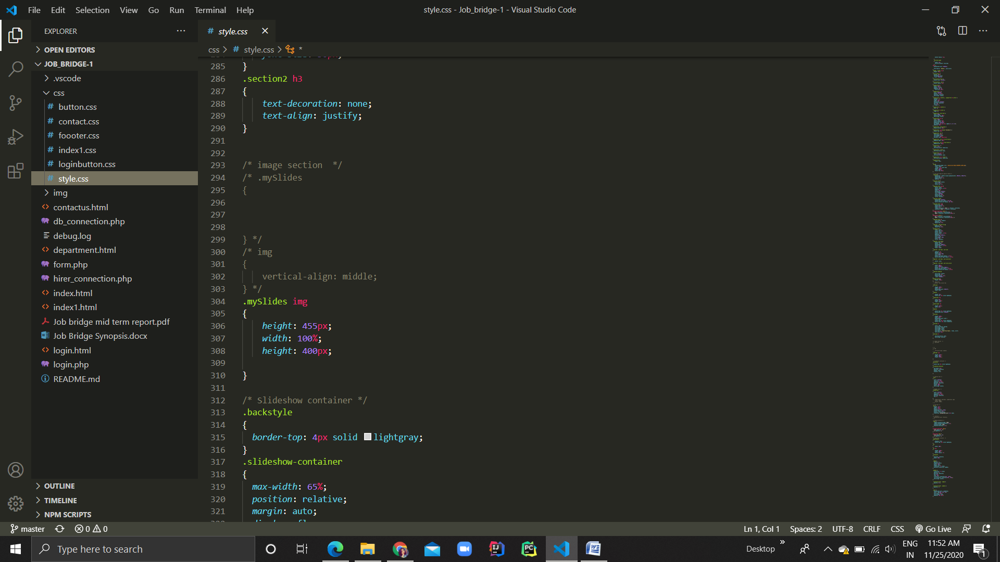 File Edit Selection View Go Run Terminal Help
style.css - Job_bridge-1 - Visual Studio Code
EXPLORER
# style.css
OPEN EDITORS
css > # style.css > *
JOB_BRIDGE-1
.vscode
css
# button.css
# contact.css
# foooter.css
# index1.css
# loginbutton.css
# style.css
img
<> contactus.html
db_connection.php
debug.log
<> department.html
form.php
hirer_connection.php
<> index.html
<> index1.html
Job bridge mid term report.pdf
Job Bridge Synopsis.docx
<> login.html
login.php
README.md
OUTLINE
TIMELINE
NPM SCRIPTS
285 }
286 .section2 h3
287 {
288 text-decoration: none;
289 text-align: justify;
290 }
291
292
293 /* image section */
294 /* .mySlides
295 {
296
297
298
299 } */
300 /* img
301 {
302 vertical-align: middle;
303 } */
304 .mySlides img
305 {
306 height: 455px;
307 width: 100%;
308 height: 400px;
309
310 }
311
312 /* Slideshow container */
313 .backstyle
314 {
315 border-top: 4px solid lightgray;
316 }
317 .slideshow-container
318 {
319 max-width: 65%;
320 position: relative;
321 margin: auto;
master 0 0
Ln 1, Col 1 Spaces: 2 UTF-8 CRLF CSS Go Live
Type here to search
Desktop »
ENG
IN
11:52 AM
11/25/2020
1